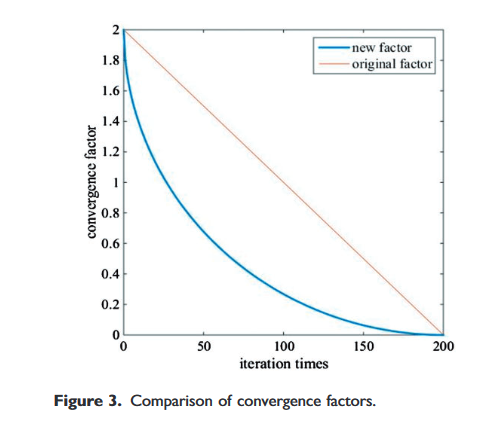 2
1.8
1.6
1.4
1.2
1
0.8
0.6
0.4
0.2
0
convergence factor
new factor
original factor
0 50 100 150 200
iteration times
Figure 3. Comparison of convergence factors.